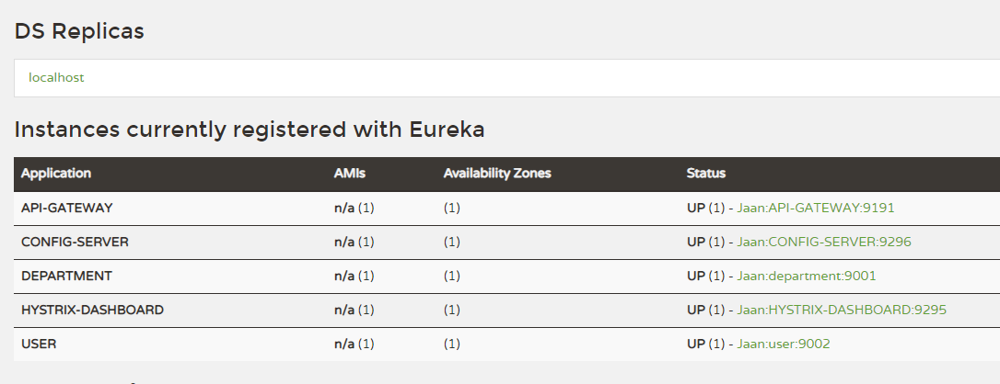 DS Replicas
localhost
Instances currently registered with Eureka
Application AMIs Availability Zones Status
API-GATEWAY n/a (1) (1) UP (1) - Jaan:API-GATEWAY:9191
CONFIG-SERVER n/a (1) (1) UP (1) - Jaan:CONFIG-SERVER:9296
DEPARTMENT n/a (1) (1) UP (1) - Jaan:department:9001
HYSTRIX-DASHBOARD n/a (1) (1) UP (1) - Jaan:HYSTRIX-DASHBOARD:9295
USER n/a (1) (1) UP (1) - Jaan:user:9002